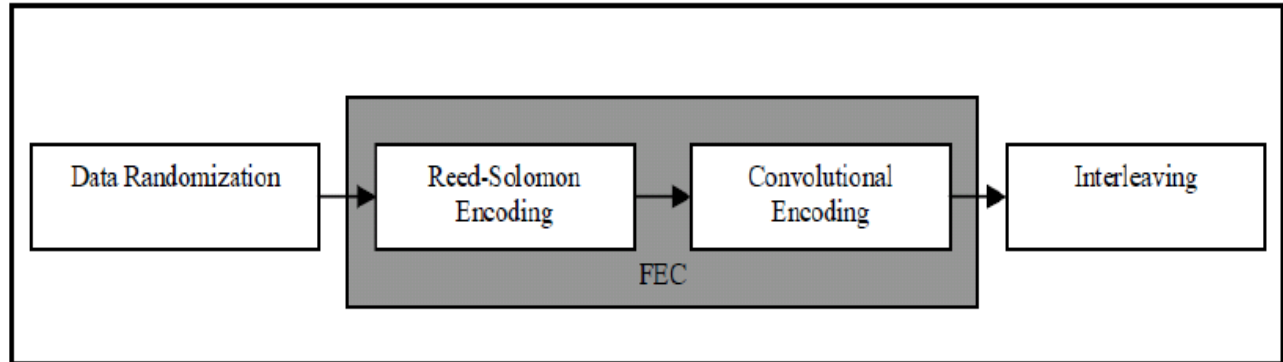 Data Randomization
Reed-Solomon
Encoding
Convolutional
Encoding
Interleaving
FEC